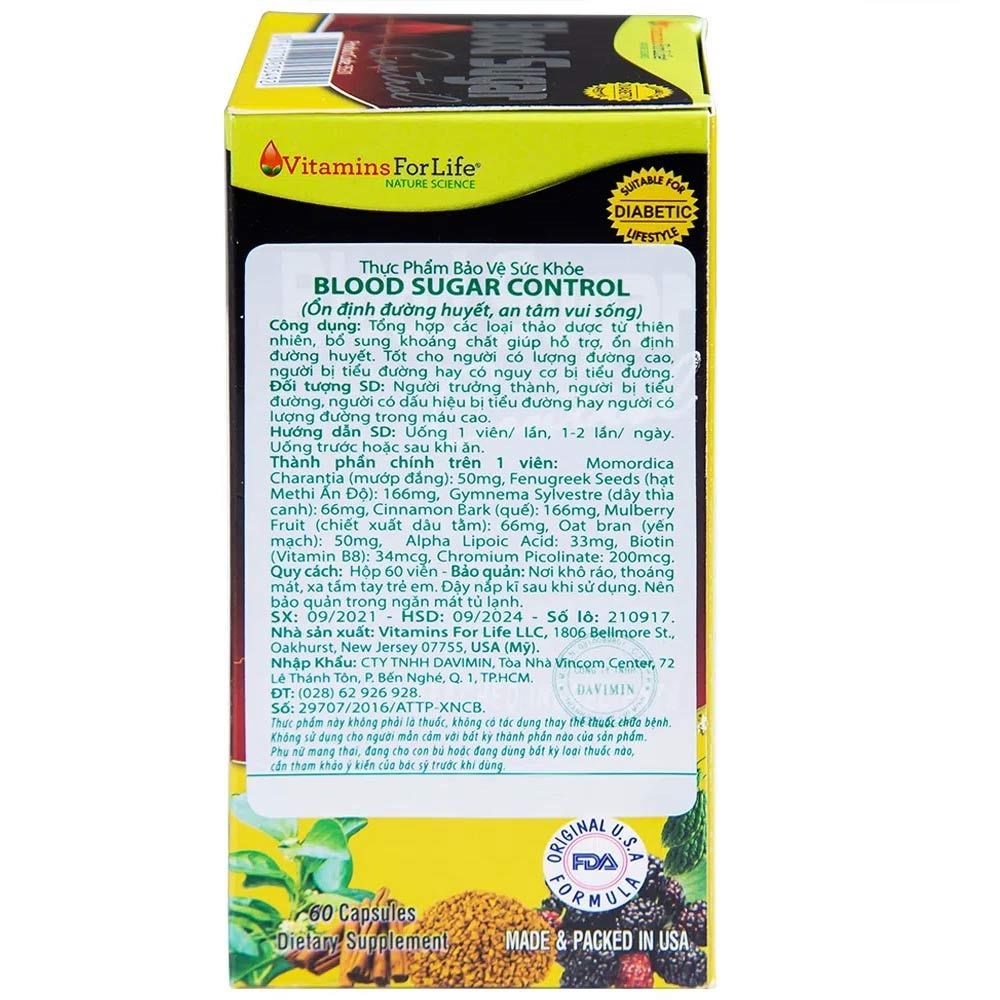 Product Code: 3531
Blood Sugar
Control
VitaminsForLife
DIABETIC
VitaminsForLife®
NATURE SCIENCE
SUITABLE FOR
DIABETIC
LIFESTYLE
Thực Phẩm Bảo Vệ Sức Khỏe
BLOOD SUGAR CONTROL
(Ổn định đường huyết, an tâm vui sống)
Công dụng: Tổng hợp các loại thảo dược từ thiên
nhiên, bổ sung khoáng chất giúp hỗ trợ, ổn định
đường huyết. Tốt cho người có lượng đường cao,
người bị tiểu đường hay có nguy cơ bị tiểu đường.
Đối tượng SD: Người trưởng thành, người bị tiểu
đường, người có dấu hiệu bị tiểu đường hay người có
lượng đường trong máu cao.
Hướng dẫn SD: Uống 1 viên/ lần, 1-2 lần/ ngày.
Uống trước hoặc sau khi ăn.
Thành phần chính trên 1 viên: Momordica
Charantia (mướp đắng): 50mg, Fenugreek Seeds (hạt
Methi Ấn Độ): 166mg, Gymnema Sylvestre (dây thìa
canh): 66mg, Cinnamon Bark (quế): 166mg, Mulberry
Fruit (chiết xuất dâu tằm): 66mg, Oat bran (yến
mạch): 50mg, Alpha Lipoic Acid: 33mg, Biotin
(Vitamin B8): 34mcg, Chromium Picolinate: 200mcg.
Quy cách: Hộp 60 viên - Bảo quản: Nơi khô ráo, thoáng
mát, xa tầm tay trẻ em. Đậy nắp kĩ sau khi sử dụng. Nên
bảo quản trong ngăn mát tủ lạnh.
SX: 09/2021 - HSD: 09/2024 - Số lô: 210917.
Nhà sản xuất: Vitamins For Life LLC, 1806 Bellmore St.,
Oakhurst, New Jersey 07755, USA (Mỹ).
Nhập Khẩu: CTY TNHH DAVIMIN, Tòa Nhà Vincom Center, 72
Lê Thánh Tôn, P. Bến Nghé, Q. 1, TP.HCM.
ĐT: (028) 62 926 928.
Số: 29707/2016/ATTP-XNCB.
CÔNG TY TNHH
DAVIMIN
Thực phẩm này không phải là thuốc, không có tác dụng thay thế thuốc chữa bệnh.
Không sử dụng cho người mẫn cảm với bất kỳ thành phần nào của sản phẩm.
Phụ nữ mang thai, đang cho con bú hoặc đang dùng bất kỳ loại thuốc nào,
cần tham khảo ý kiến của bác sỹ trước khi dùng.
ORIGINAL U.S.A
FDA
FORMULA
60 Capsules
Dietary Supplement
MADE & PACKED IN USA